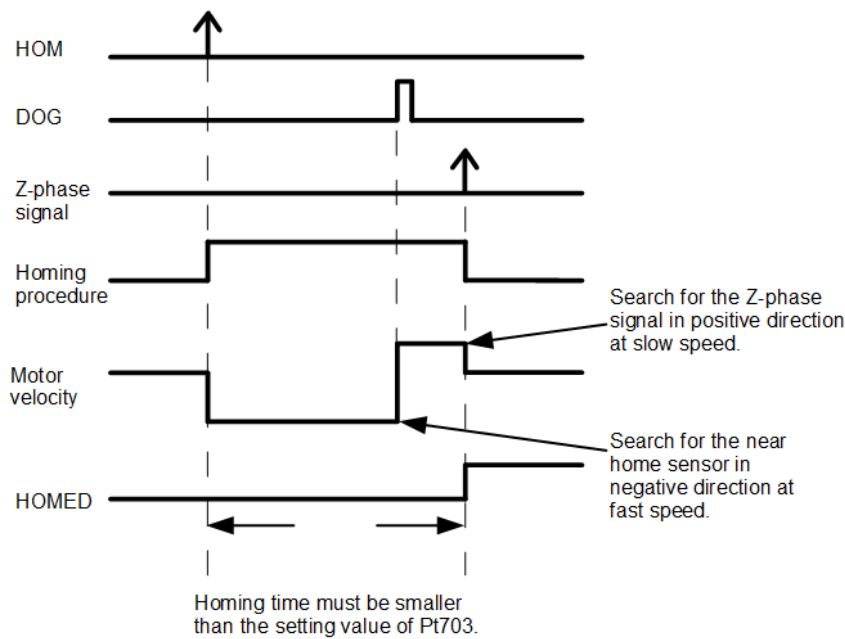 HOM
DOG
Z-phase
signal
Homing
procedure
Search for the Z-phase
signal in positive direction
at slow speed.
Motor
velocity
Search for the near
home sensor in
negative direction at
fast speed.
HOMED
Homing time must be smaller
than the setting value of Pt703.